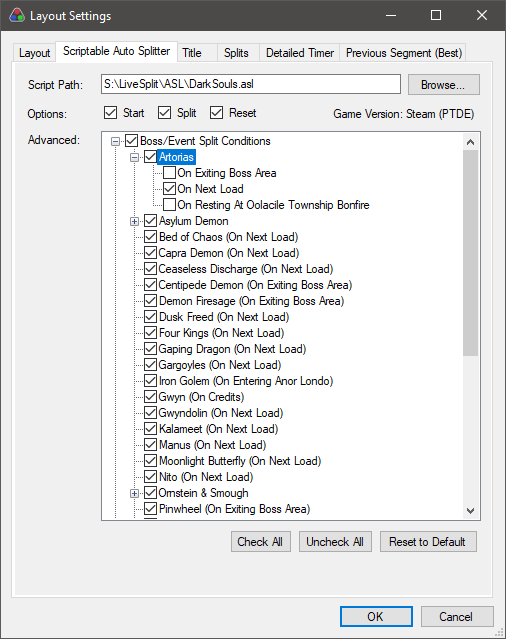 Layout Settings
Layout
Scriptable Auto Splitter
Title
Splits
Detailed Timer
Previous Segment (Best)
Script Path:
S:\LiveSplit\ASL\DarkSouls.asl
Browse...
Options:
Start
Split
Reset
Game Version: Steam (PTDE)
Advanced:
Boss/Event Split Conditions
Artorias
On Exiting Boss Area
On Next Load
On Resting At Oolacile Township Bonfire
Asylum Demon
Bed of Chaos (On Next Load)
Capra Demon (On Next Load)
Ceaseless Discharge (On Next Load)
Centipede Demon (On Exiting Boss Area)
Demon Firesage (On Exiting Boss Area)
Dusk Freed (On Next Load)
Four Kings (On Next Load)
Gaping Dragon (On Next Load)
Gargoyles (On Next Load)
Iron Golem (On Entering Anor Londo)
Gwyn (On Credits)
Gwyndolin (On Next Load)
Kalameet (On Next Load)
Manus (On Next Load)
Moonlight Butterfly (On Next Load)
Nito (On Next Load)
Ornstein & Smough
Pinwheel (On Exiting Boss Area)
Check All
Uncheck All
Reset to Default
OK
Cancel